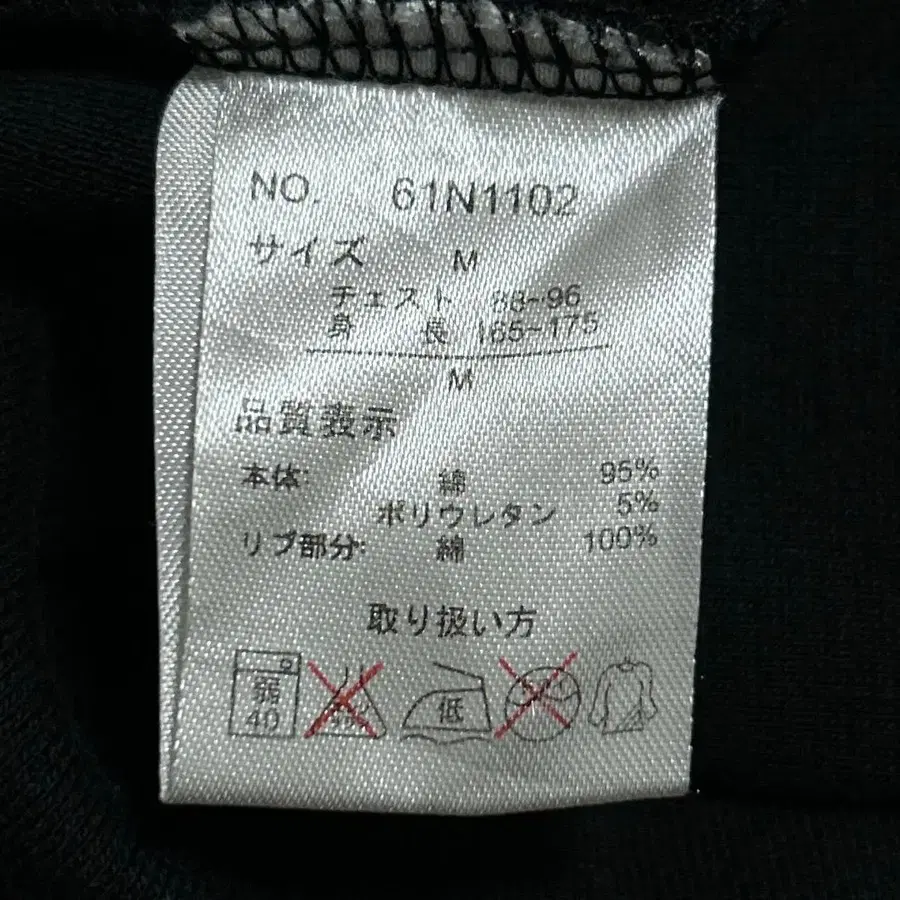 NO. 61N1102
サイズ M
チェスト 88~96
身長 165~175
M
品質表示
本体: 綿 95%
ポリウレタン 5%
リブ部分: 綿 100%
取り扱い方
弱 40 低